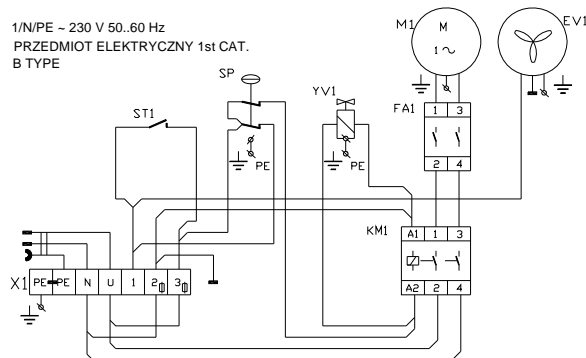 1/N/PE ~ 230 V 50..60 Hz
PRZEDMIOT ELEKTRYCZNY 1st CAT.
B TYPE
M1
M
1 ~
EV1
SP
YV1
ST1
FA1
1 3
2 4
PE
PE
KM1
A1 1 3
A2 2 4
X1
PE PE N U 1 2 3